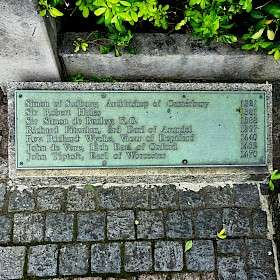 Simon of Sudbury, Archbishop of Canterbury 1381
Sir Robert Hales 1381
Sir Simon de Burley K.G. 1388
Richard Fitzalan, 3rd Earl of Arundel 1397
Rev. Richard Wyche, Vicar of Deptford 1440
John de Vere, 12th Earl of Oxford 1462
John Tiptoft, Earl of Worcester 1470